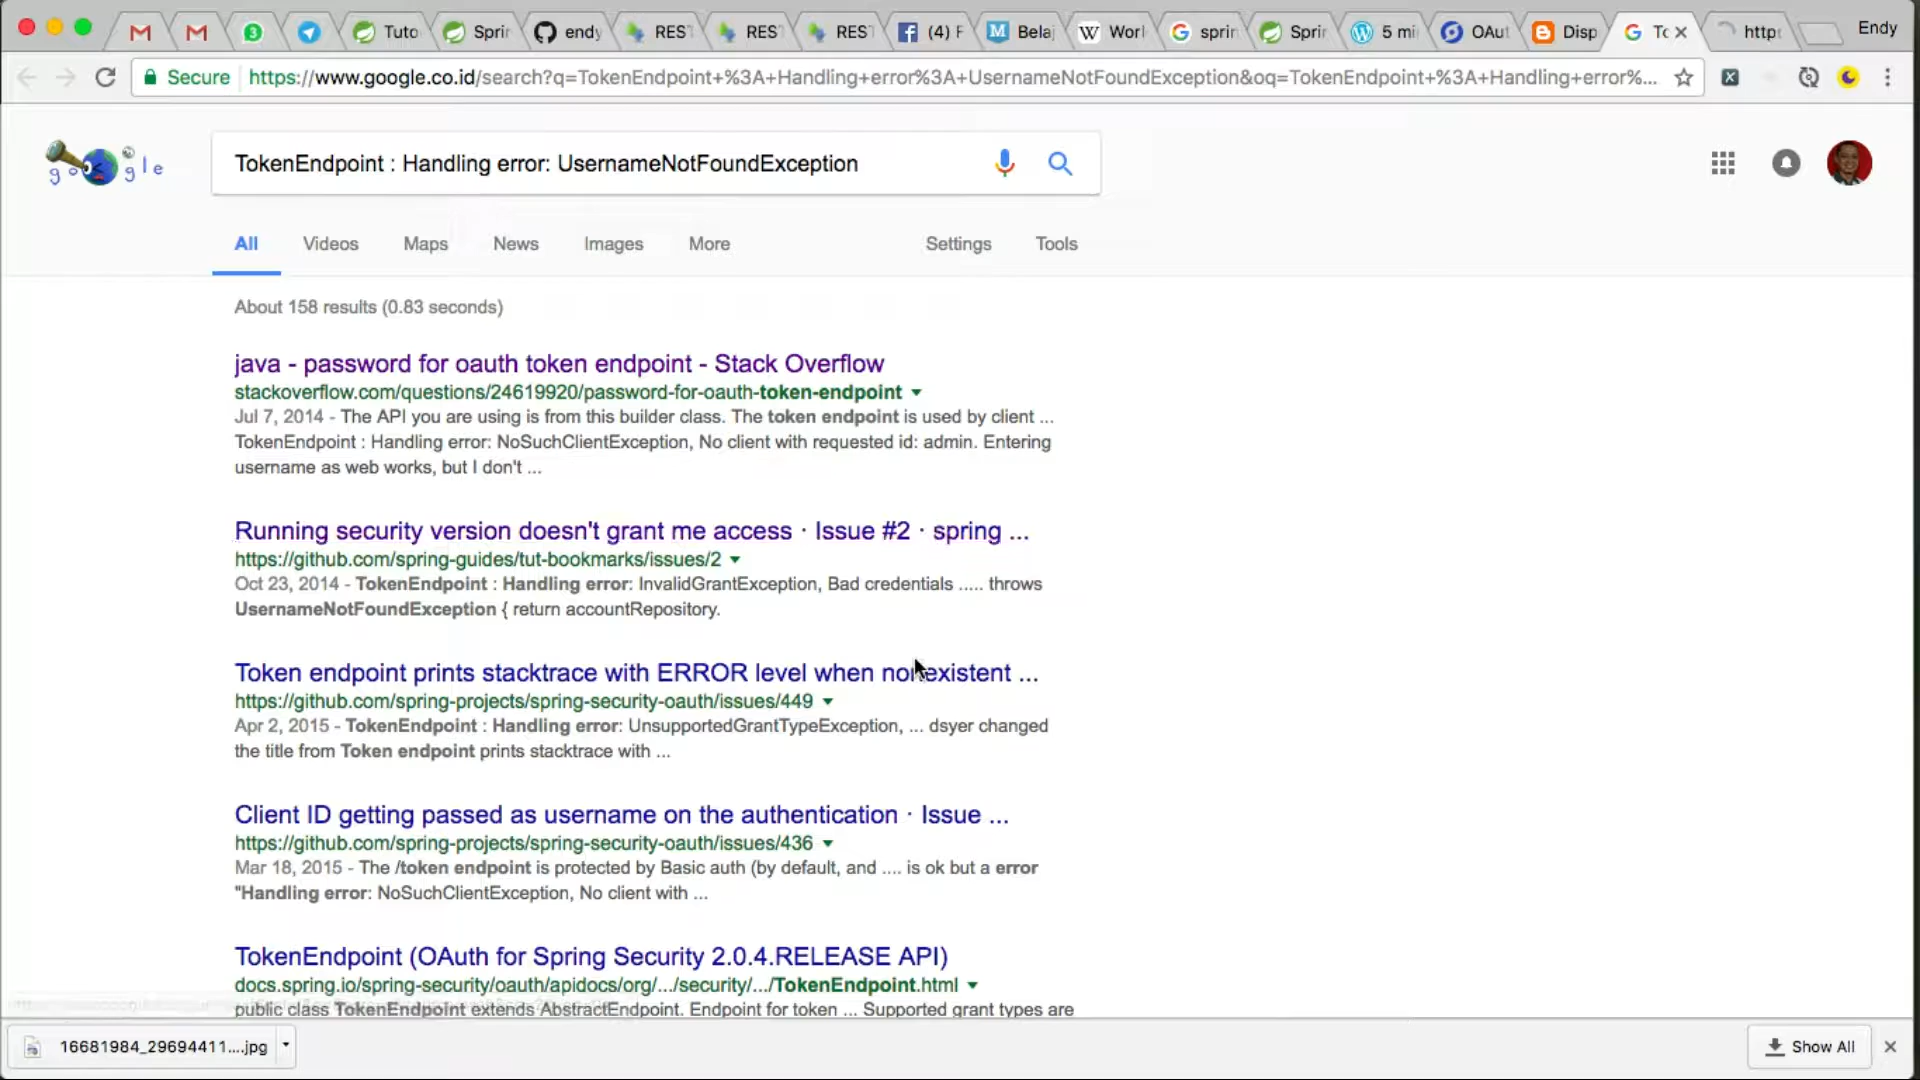 3
Tuto
Sprin
endy
REST
REST
REST
(4) F
Belaj
Worl
sprin
Sprin
5 mi
OAut
Disp
To
http:
Endy
Secure
https://www.google.co.id/search?q=TokenEndpoint+%3A+Handling+error%3A+UsernameNotFoundException&oq=TokenEndpoint+%3A+Handling+error%...
google
TokenEndpoint : Handling error: UsernameNotFoundException
All
Videos
Maps
News
Images
More
Settings
Tools
About 158 results (0.83 seconds)
java - password for oauth token endpoint - Stack Overflow
stackoverflow.com/questions/24619920/password-for-oauth-token-endpoint
Jul 7, 2014 - The API you are using is from this builder class. The token endpoint is used by client ...
TokenEndpoint : Handling error: NoSuchClientException, No client with requested id: admin. Entering
username as web works, but I don't ...
Running security version doesn't grant me access · Issue #2 · spring ...
https://github.com/spring-guides/tut-bookmarks/issues/2
Oct 23, 2014 - TokenEndpoint : Handling error: InvalidGrantException, Bad credentials ..... throws
UsernameNotFoundException { return accountRepository.
Token endpoint prints stacktrace with ERROR level when nonexistent ...
https://github.com/spring-projects/spring-security-oauth/issues/449
Apr 2, 2015 - TokenEndpoint : Handling error: UnsupportedGrantTypeException, ... dsyer changed
the title from Token endpoint prints stacktrace with ...
Client ID getting passed as username on the authentication · Issue ...
https://github.com/spring-projects/spring-security-oauth/issues/436
Mar 18, 2015 - The /token endpoint is protected by Basic auth (by default, and .... is ok but a error
"Handling error: NoSuchClientException, No client with ...
TokenEndpoint (OAuth for Spring Security 2.0.4.RELEASE API)
docs.spring.io/spring-security/oauth/apidocs/org/.../security/.../TokenEndpoint.html
public class TokenEndpoint extends AbstractEndpoint. Endpoint for token ... Supported grant types are
16681984_29694411....jpg
Show All